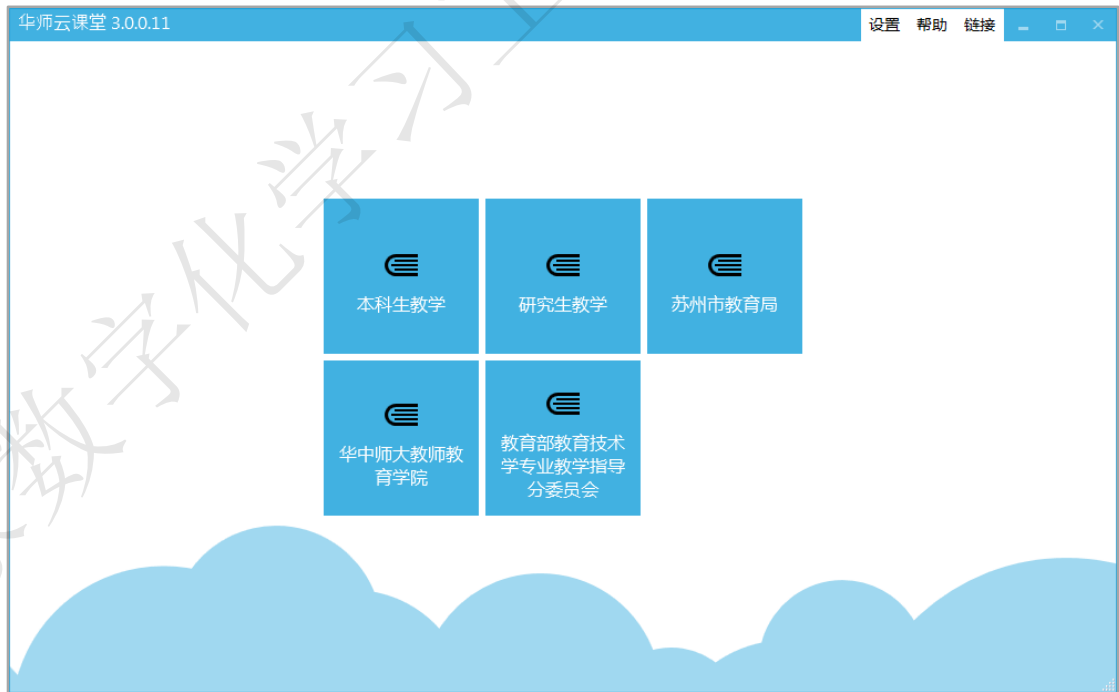 华师云课堂 3.0.0.11
设置 帮助 链接
本科生教学
研究生教学
苏州市教育局
华中师大教师教
育学院
教育部教育技术
学专业教学指导
分委员会
数字化学习